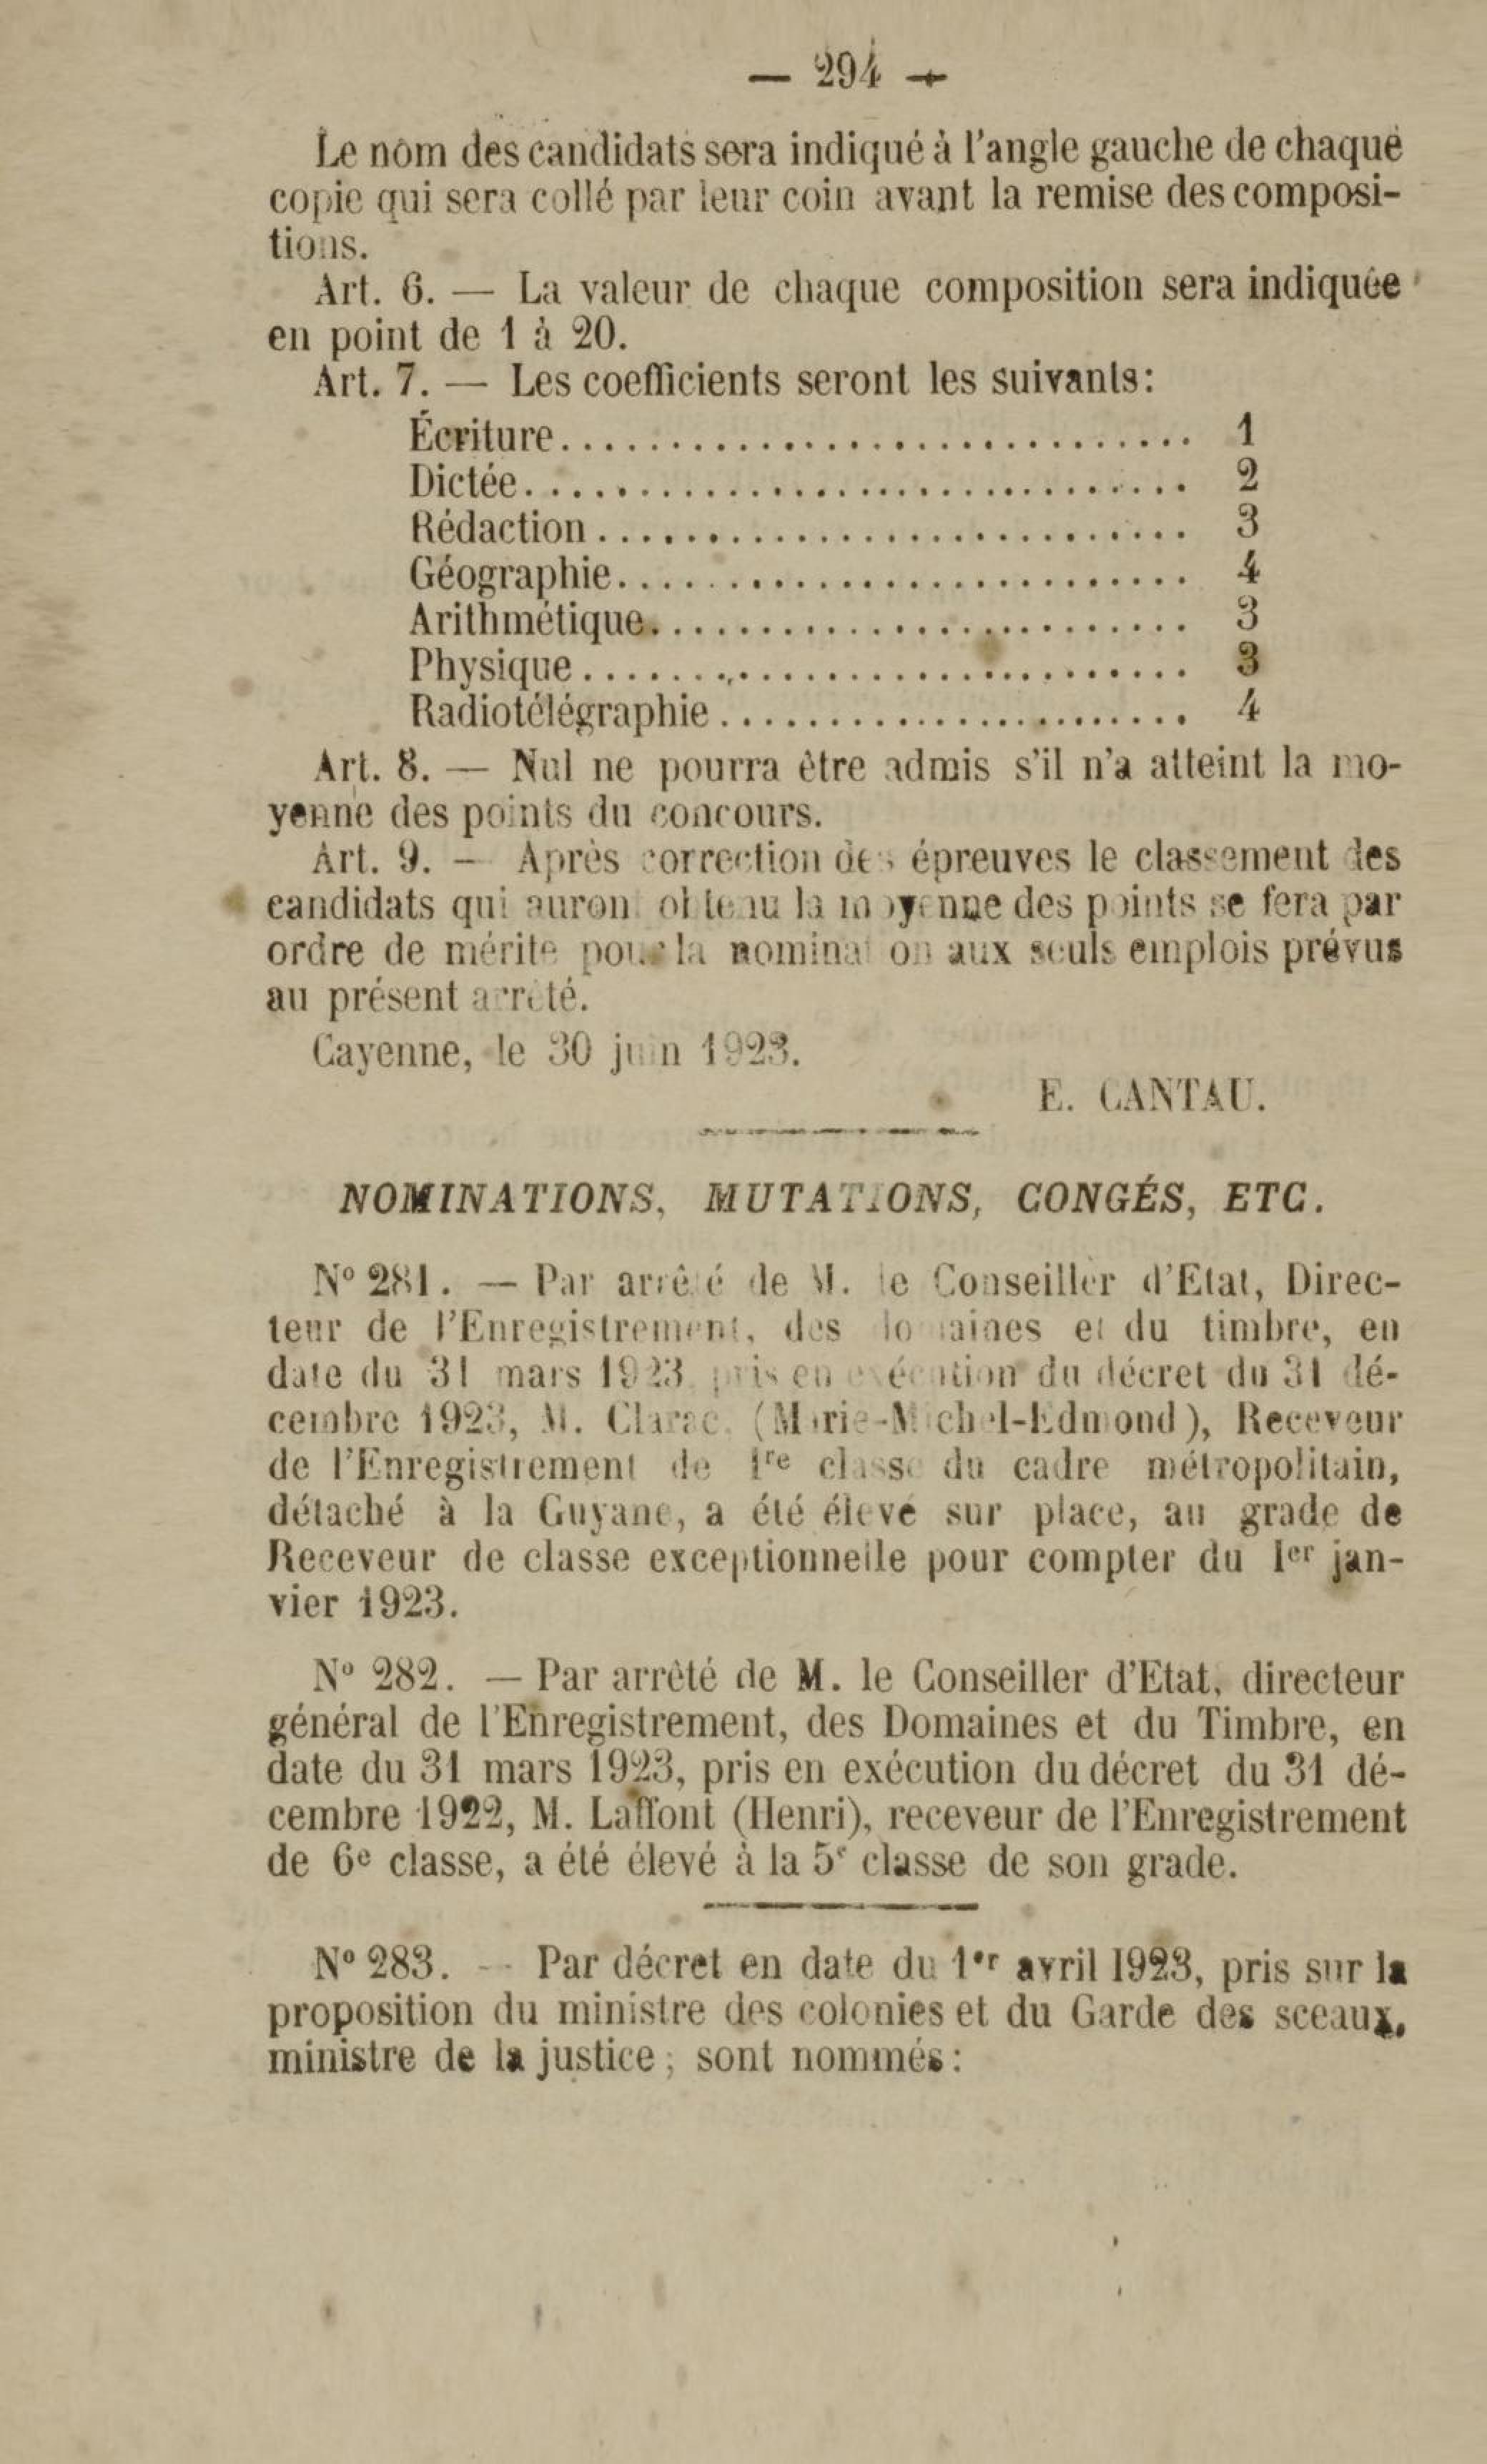 — 294 —
Le nom des candidats sera indiqué à l'angle gauche de chaque
copie qui sera collé par leur coin avant la remise des composi-
tions.
Art. 6. — La valeur de chaque composition sera indiquée
en point de 1 à 20.
Art. 7. — Les coefficients seront les suivants:
Écriture.............................. 1
Dictée................................ 2
Rédaction............................ 3
Géographie........................... 4
Arithmétique......................... 3
Physique............................. 3
Radiotélégraphie...................... 4
Art. 8. — Nul ne pourra être admis s'il n'a atteint la mo-
yenne des points du concours.
Art. 9. — Après correction des épreuves le classement des
candidats qui auront obtenu la moyenne des points se fera par
ordre de mérite pour la nomination aux seuls emplois prévus
au présent arrêté.
Cayenne, le 30 juin 1923.
E. CANTAU.
NOMINATIONS, MUTATIONS, CONGÉS, ETC.
N° 281. — Par arrêté de M. le Conseiller d'Etat, Direc-
teur de l'Enregistrement, des domaines et du timbre, en
date du 31 mars 1923, pris en exécution du décret du 31 dé-
cembre 1923, M. Clarac, (Marie-Michel-Edmond), Receveur
de l'Enregistrement de 1re classe du cadre métropolitain,
détaché à la Guyane, a été élevé sur place, au grade de
Receveur de classe exceptionnelle pour compter du 1er jan-
vier 1923.
N° 282. — Par arrêté de M. le Conseiller d'Etat, directeur
général de l'Enregistrement, des Domaines et du Timbre, en
date du 31 mars 1923, pris en exécution du décret du 31 dé-
cembre 1922, M. Laffont (Henri), receveur de l'Enregistrement
de 6e classe, a été élevé à la 5e classe de son grade.
N° 283. — Par décret en date du 1er avril 1923, pris sur la
proposition du ministre des colonies et du Garde des sceaux,
ministre de la justice; sont nommés: